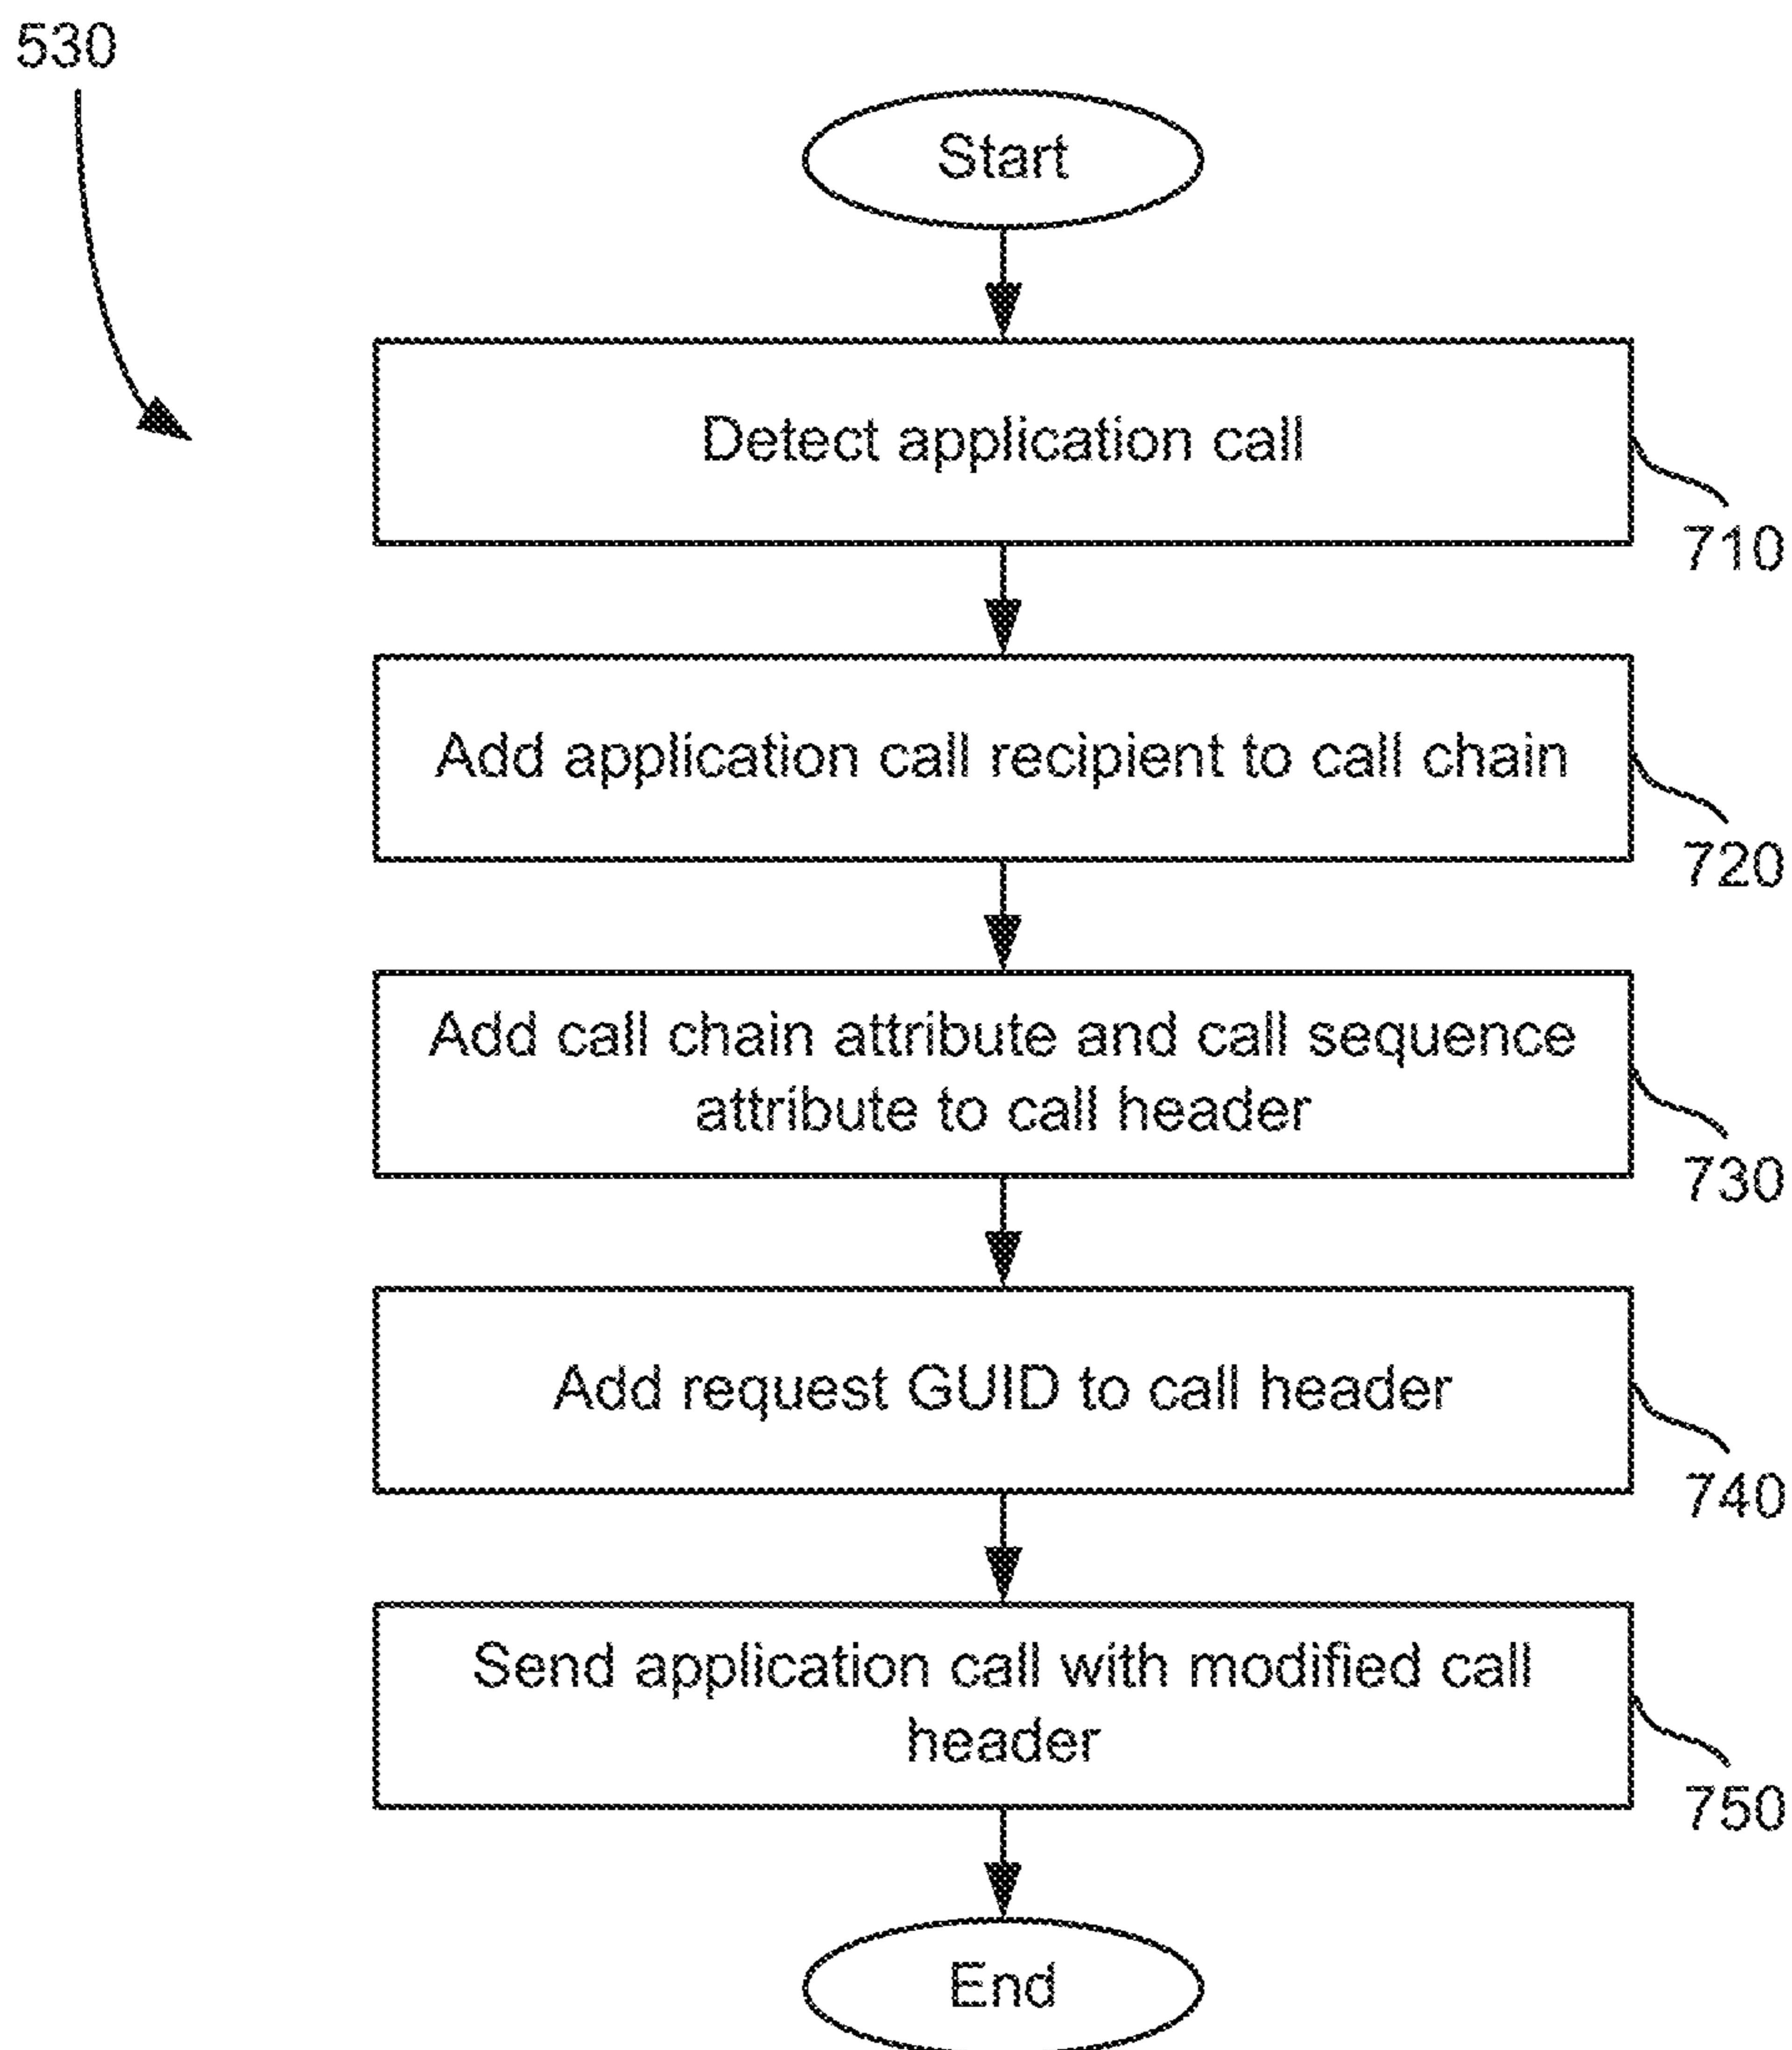 530
Start
Detect application call
710
Add application call recipient to call chain
720
Add call chain attribute and call sequence
attribute to call header
730
Add request GUID to call header
740
Send application call with modified call
header
750
End